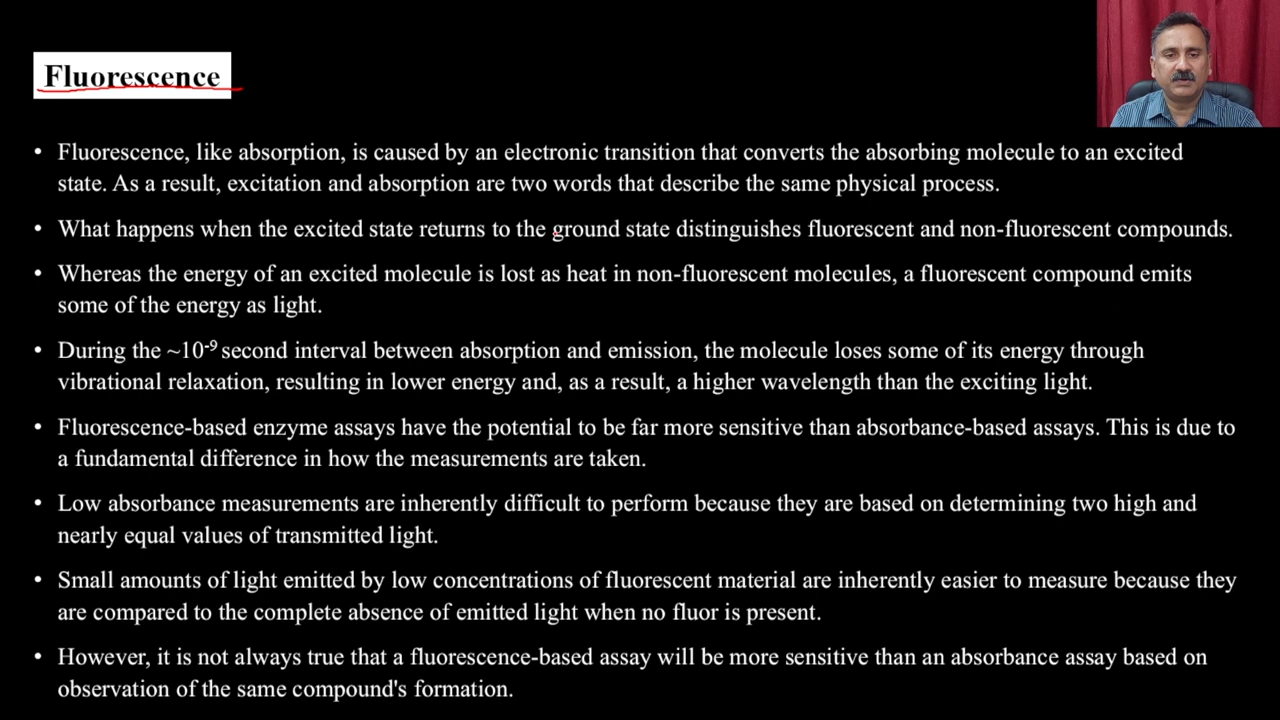 Fluorescence
• Fluorescence, like absorption, is caused by an electronic transition that converts the absorbing molecule to an excited
state. As a result, excitation and absorption are two words that describe the same physical process.
• What happens when the excited state returns to the ground state distinguishes fluorescent and non-fluorescent compounds.
• Whereas the energy of an excited molecule is lost as heat in non-fluorescent molecules, a fluorescent compound emits
some of the energy as light.
• During the ~10⁻⁹ second interval between absorption and emission, the molecule loses some of its energy through
vibrational relaxation, resulting in lower energy and, as a result, a higher wavelength than the exciting light.
• Fluorescence-based enzyme assays have the potential to be far more sensitive than absorbance-based assays. This is due to
a fundamental difference in how the measurements are taken.
• Low absorbance measurements are inherently difficult to perform because they are based on determining two high and
nearly equal values of transmitted light.
• Small amounts of light emitted by low concentrations of fluorescent material are inherently easier to measure because they
are compared to the complete absence of emitted light when no fluor is present.
• However, it is not always true that a fluorescence-based assay will be more sensitive than an absorbance assay based on
observation of the same compound's formation.